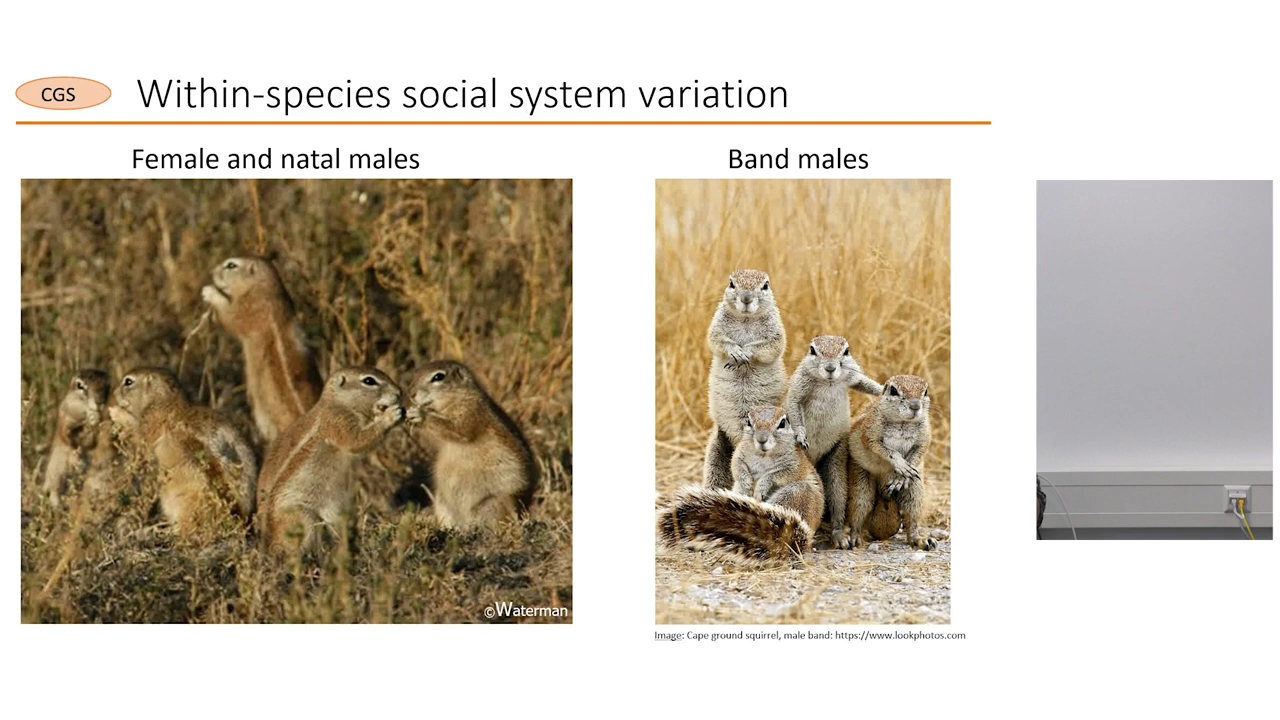 CGS
Within-species social system variation
Female and natal males
Band males
©Waterman
Image: Cape ground squirrel, male band: https://www.lookphotos.com